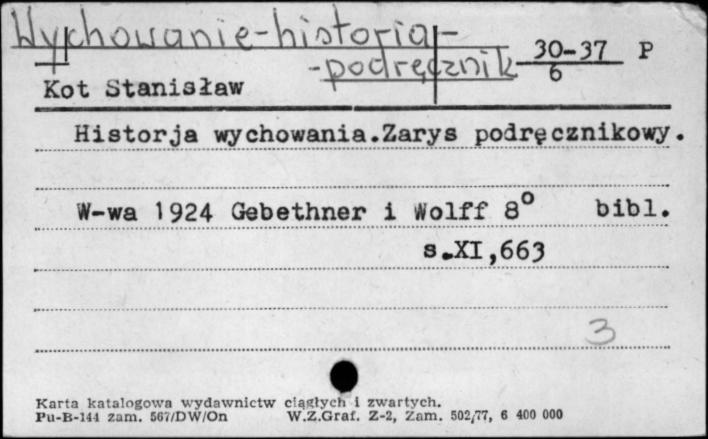 Wychowanie-historia-
-podręcznik 30-37 P
6
Kot Stanisław
Historja wychowania.Zarys podręcznikowy.
W-wa 1924 Gebethner i Wolff 8° bibl.
s.XI,663
3
Karta katalogowa wydawnictw ciągłych i zwartych.
Pu-B-144 zam. 567/DW/On W.Z.Graf. Z-2, Zam. 502/77, 6 400 000